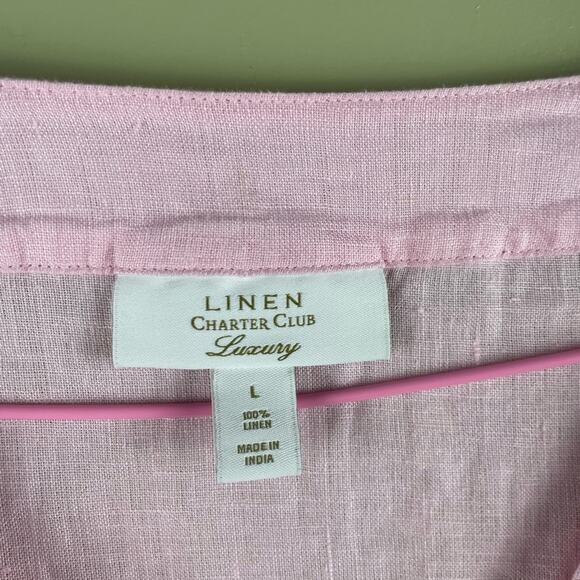 LINEN
CHARTER CLUB
Luxury
L
100%
LINEN
MADE IN
INDIA